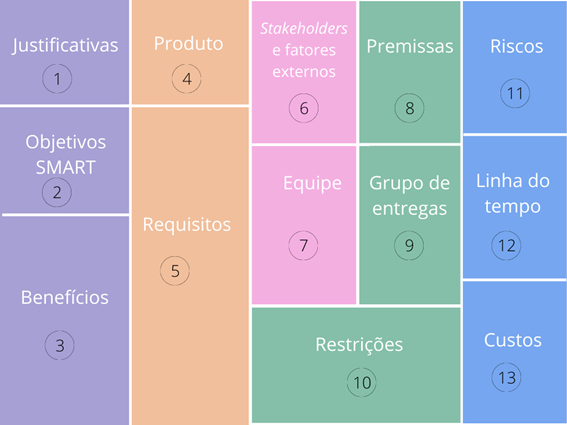 Justificativas
1
Objetivos
SMART
2
Benefícios
3
Produto
4
Requisitos
5
Stakeholders
e fatores
externos
6
Equipe
7
Premissas
8
Grupo de
entregas
9
Restrições
10
Riscos
11
Linha do
tempo
12
Custos
13